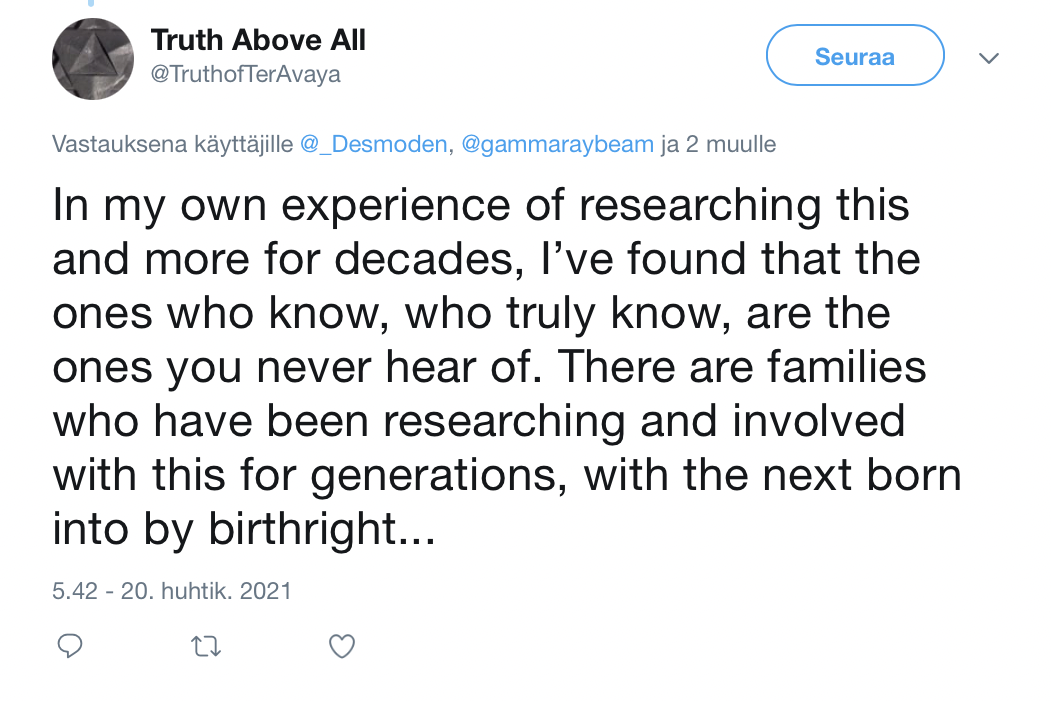 Truth Above All
@TruthofTerAvaya
Seuraa
Vastauksena käyttäjille @_Desmoden, @gammaraybeam ja 2 muulle
In my own experience of researching this
and more for decades, I’ve found that the
ones who know, who truly know, are the
ones you never hear of. There are families
who have been researching and involved
with this for generations, with the next born
into by birthright...
5.42 - 20. huhtik. 2021